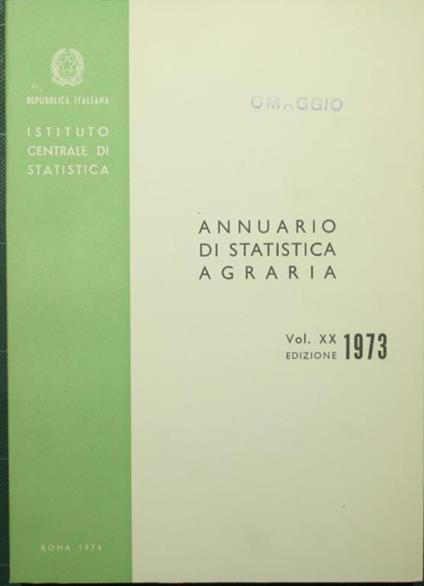 REPUBBLICA ITALIANA
ISTITUTO
CENTRALE DI
STATISTICA
OMAGGIO
ANNUARIO
DI STATISTICA
AGRARIA
Vol. XX
EDIZIONE 1973
ROMA 1974